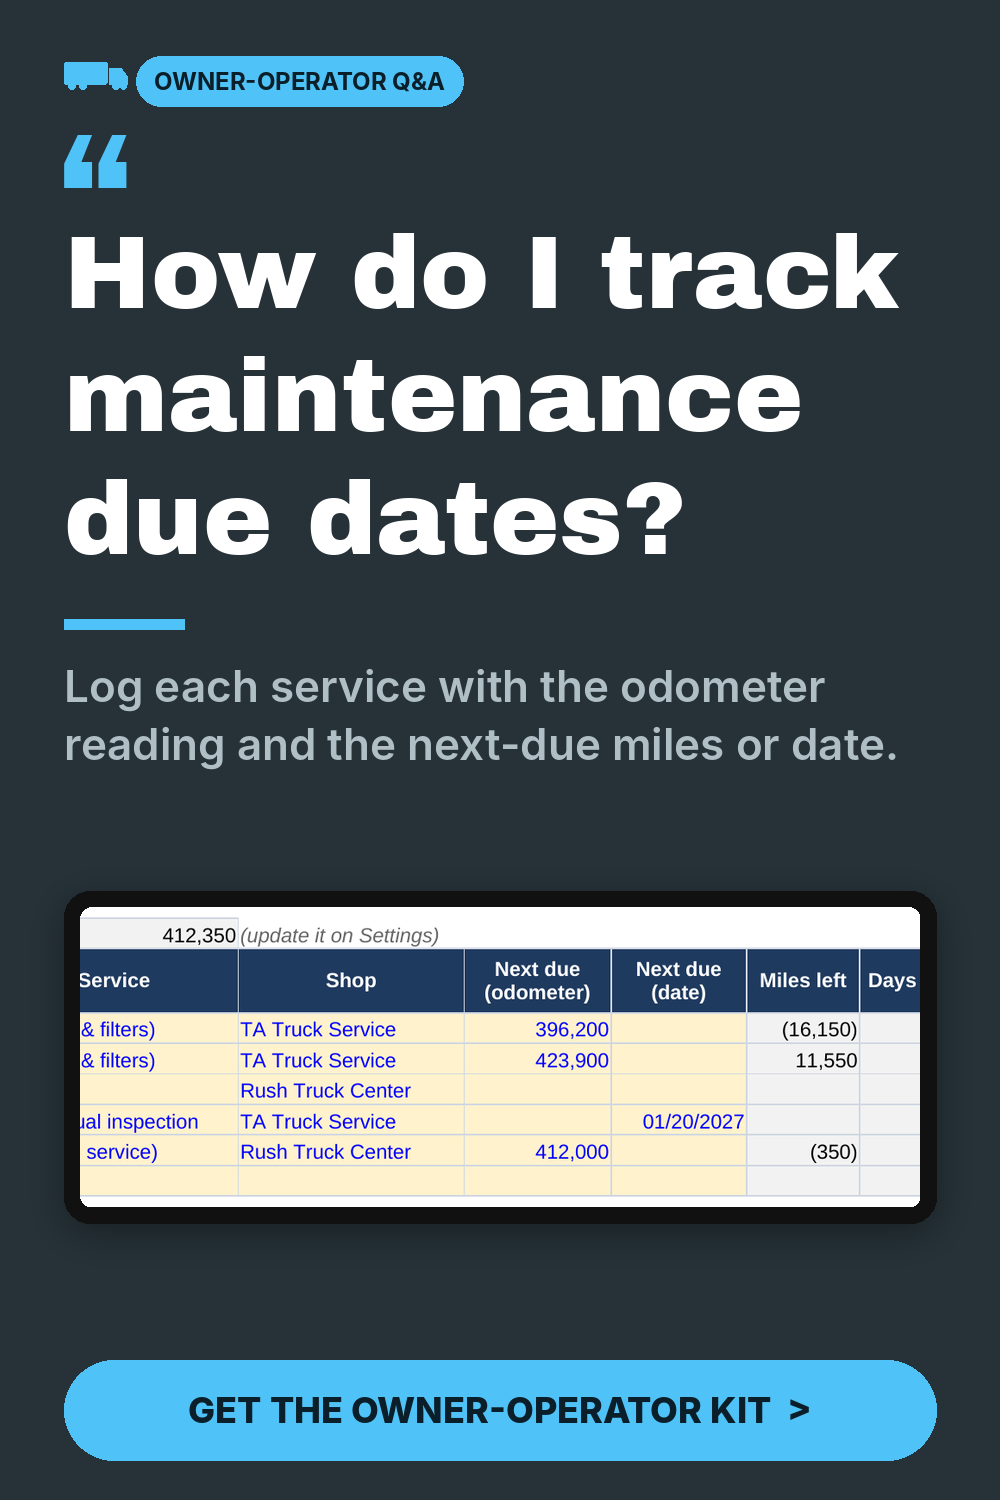 OWNER-OPERATOR Q&A
“
How do I track
maintenance
due dates?
Log each service with the odometer
reading and the next-due miles or date.
412,350 (update it on Settings)
Service Shop Next due (odometer) Next due (date) Miles left Days
& filters) TA Truck Service 396,200 (16,150)
& filters) TA Truck Service 423,900 11,550
Rush Truck Center
ual inspection TA Truck Service 01/20/2027
service) Rush Truck Center 412,000 (350)
GET THE OWNER-OPERATOR KIT >